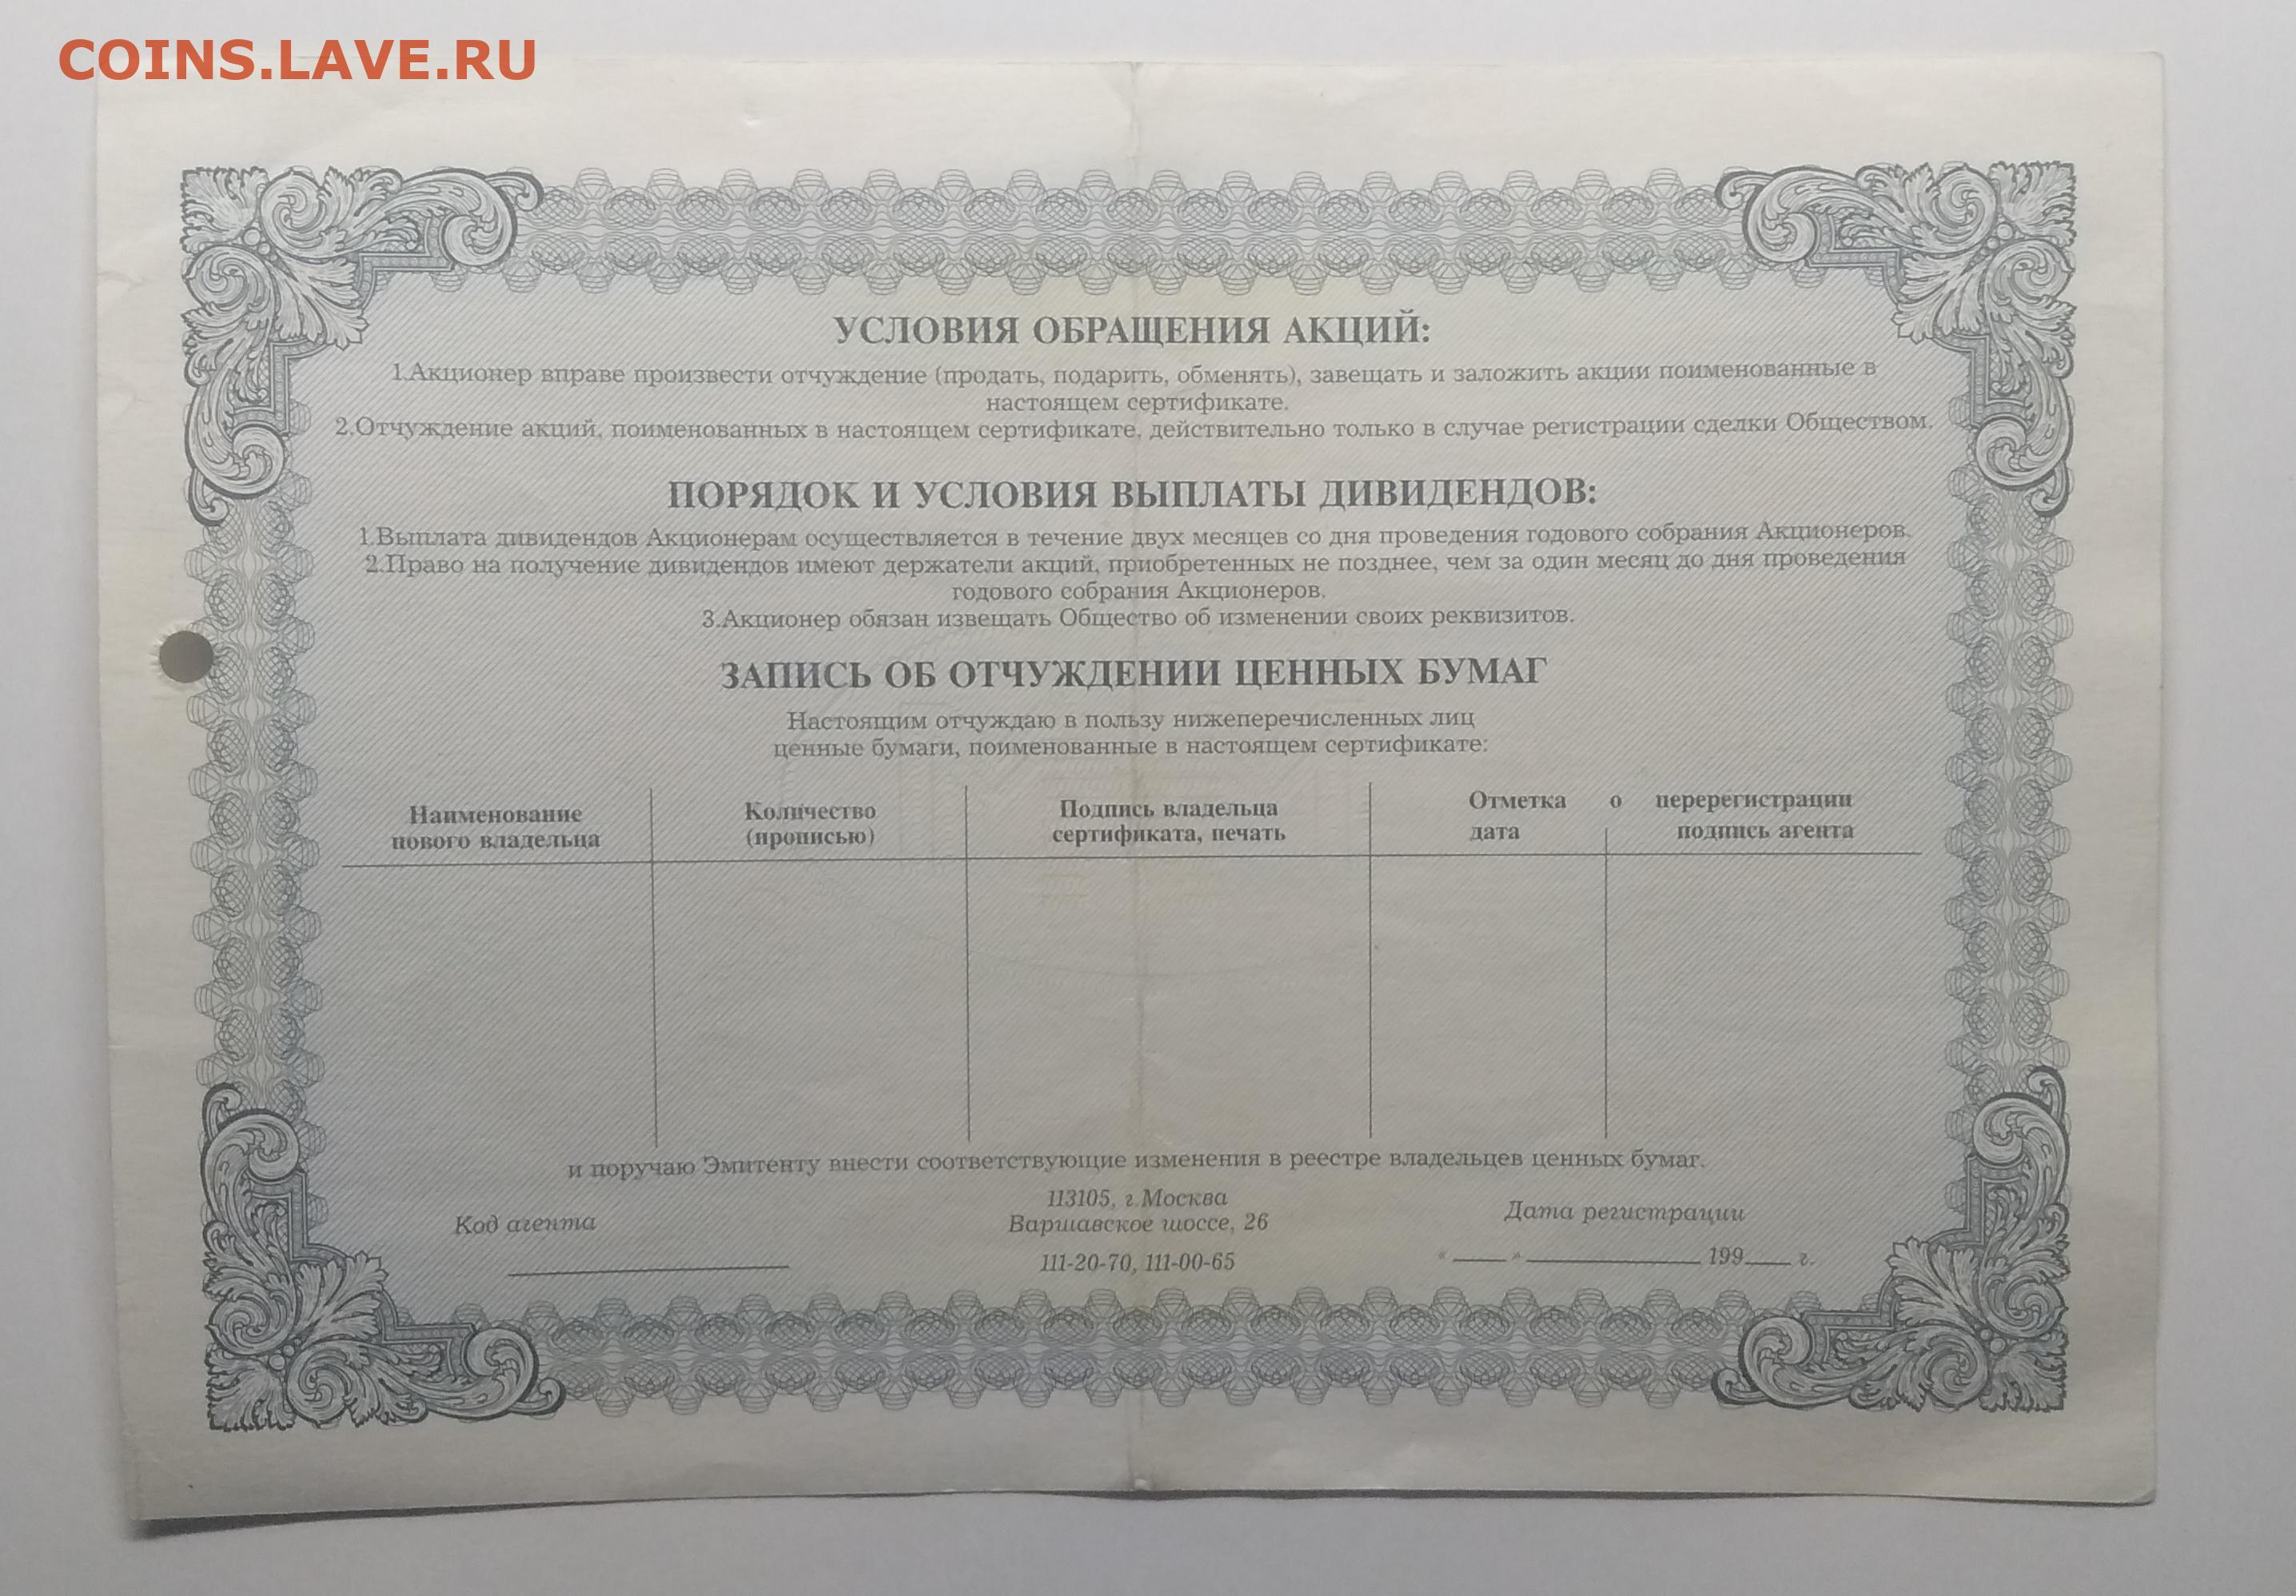 COINS.LAVE.RU
УСЛОВИЯ ОБРАЩЕНИЯ АКЦИЙ:
1.Акционер вправе произвести отчуждение (продать, подарить, обменять), завещать и заложить акции поименованные в
настоящем сертификате.
2.Отчуждение акций, поименованных в настоящем сертификате, действительно только в случае регистрации сделки Обществом.
ПОРЯДОК И УСЛОВИЯ ВЫПЛАТЫ ДИВИДЕНДОВ:
1.Выплата дивидендов Акционерам осуществляется в течение двух месяцев со дня проведения годового собрания Акционеров.
2.Право на получение дивидендов имеют держатели акций, приобретенных не позднее, чем за один месяц до дня проведения
годового собрания Акционеров.
3.Акционер обязан извещать Общество об изменении своих реквизитов.
ЗАПИСЬ ОБ ОТЧУЖДЕНИИ ЦЕННЫХ БУМАГ
Настоящим отчуждаю в пользу нижеперечисленных лиц
ценные бумаги, поименованные в настоящем сертификате:
Наименование
нового владельца
Количество
(прописью)
Подпись владельца
сертификата, печать
Отметка о перерегистрации
дата подпись агента
и поручаю Эмитенту внести соответствующие изменения в реестре владельцев ценных бумаг.
Код агента
113105, г.Москва
Варшавское шоссе, 26
111-20-70, 111-00-65
Дата регистрации
«____»____________199___ г.